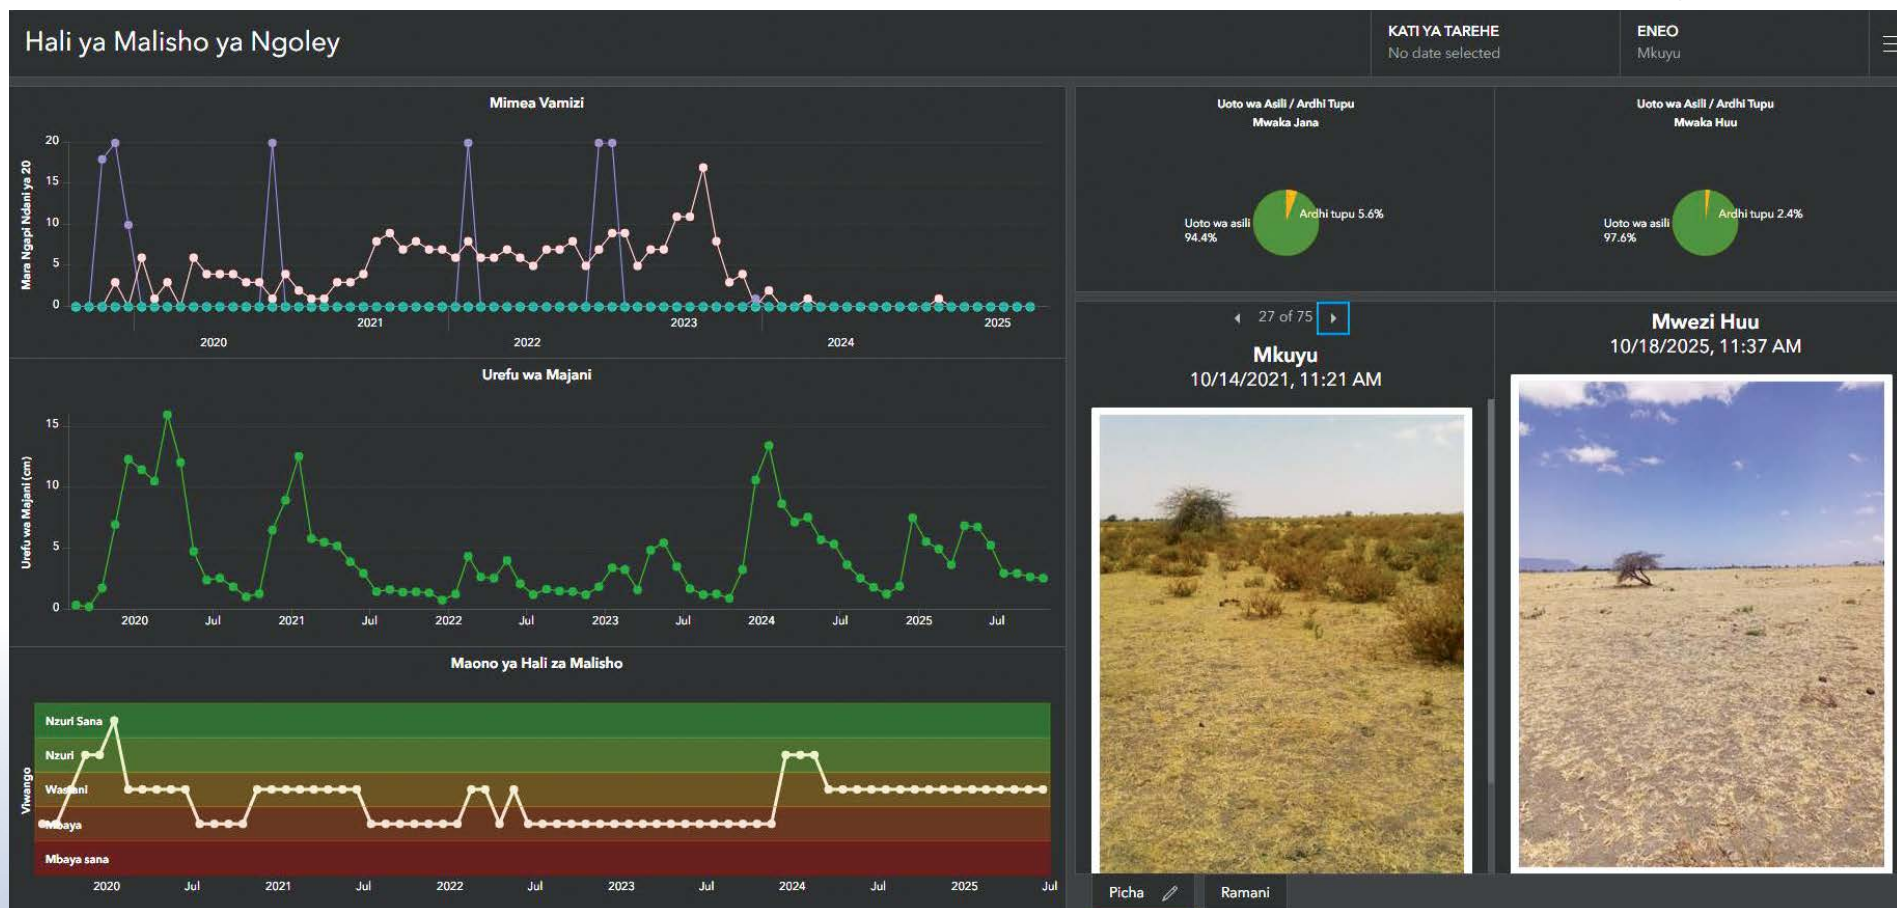 Hali ya Malisho ya Ngoley
KATI YA TAREHE
No date selected
ENEO
Mkuyu
Mimea Vamizi
Mara Ngapi Ndani ya 20
20
15
10
5
0
2021
2023
2025
2020
2022
2024
Urefu wa Majani
Urefu wa Majani (cm)
15
10
5
0
2020
Jul
2021
Jul
2022
Jul
2023
Jul
2024
Jul
2025
Jul
Maono ya Hali za Malisho
Viwango
Nzuri Sana
Nzuri
Wastani
Mbaya
Mbaya sana
2020
Jul
2021
Jul
2022
Jul
2023
Jul
2024
Jul
2025
Jul
Uoto wa Asili / Ardhi Tupu
Mwaka Jana
Ardhi tupu 5.6%
Uoto wa asili
94.4%
Uoto wa Asili / Ardhi Tupu
Mwaka Huu
Ardhi tupu 2.4%
Uoto wa asili
97.6%
27 of 75
Mkuyu
10/14/2021, 11:21 AM
Mwezi Huu
10/18/2025, 11:37 AM
Picha
Ramani